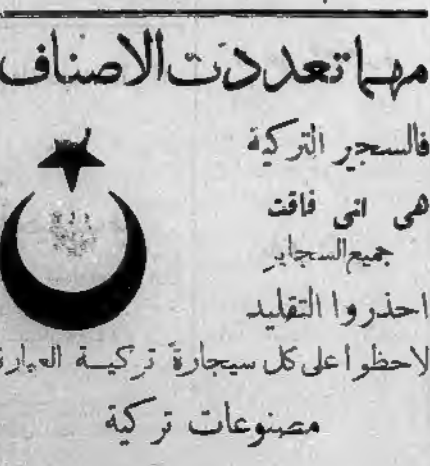 مهما تعددت الاصناف
فالسجير التركية
هى التى فاقت
جميع السجاير
احذروا التقليد
لاحظوا على كل سيجارة تركية العبارة
مصنوعات تركية